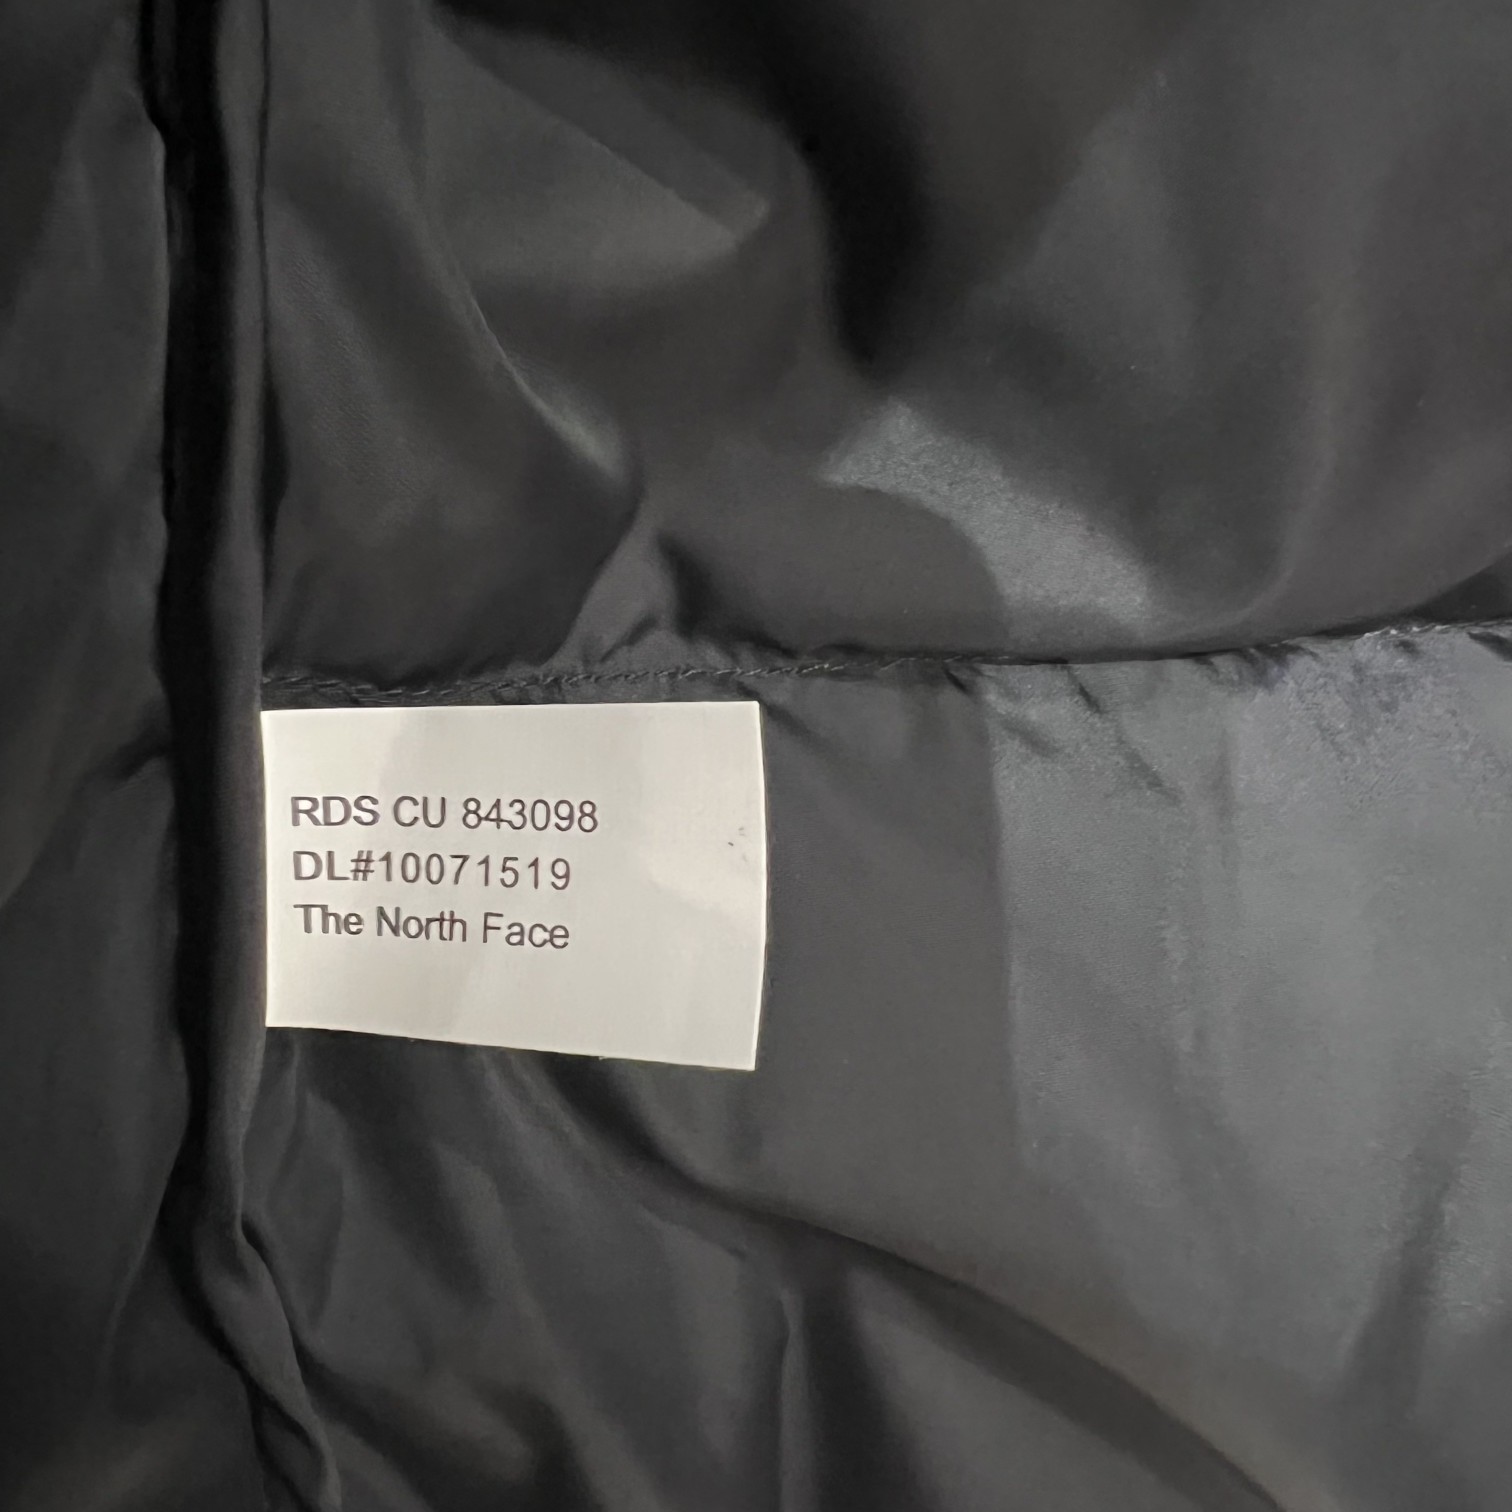 RDS CU 843098
DL#10071519
The North Face